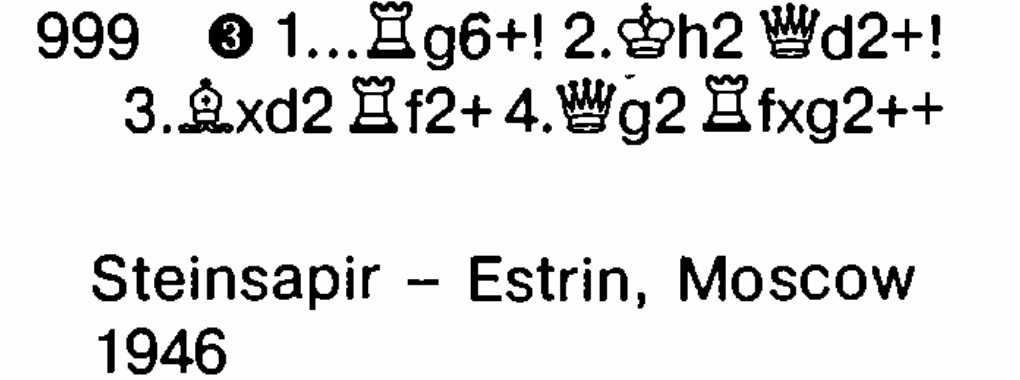 999 ❸ 1...♖g6+! 2.♔h2 ♕d2+!
3.♗xd2 ♖f2+ 4.♕g2 ♖fxg2++
Steinsapir – Estrin, Moscow
1946